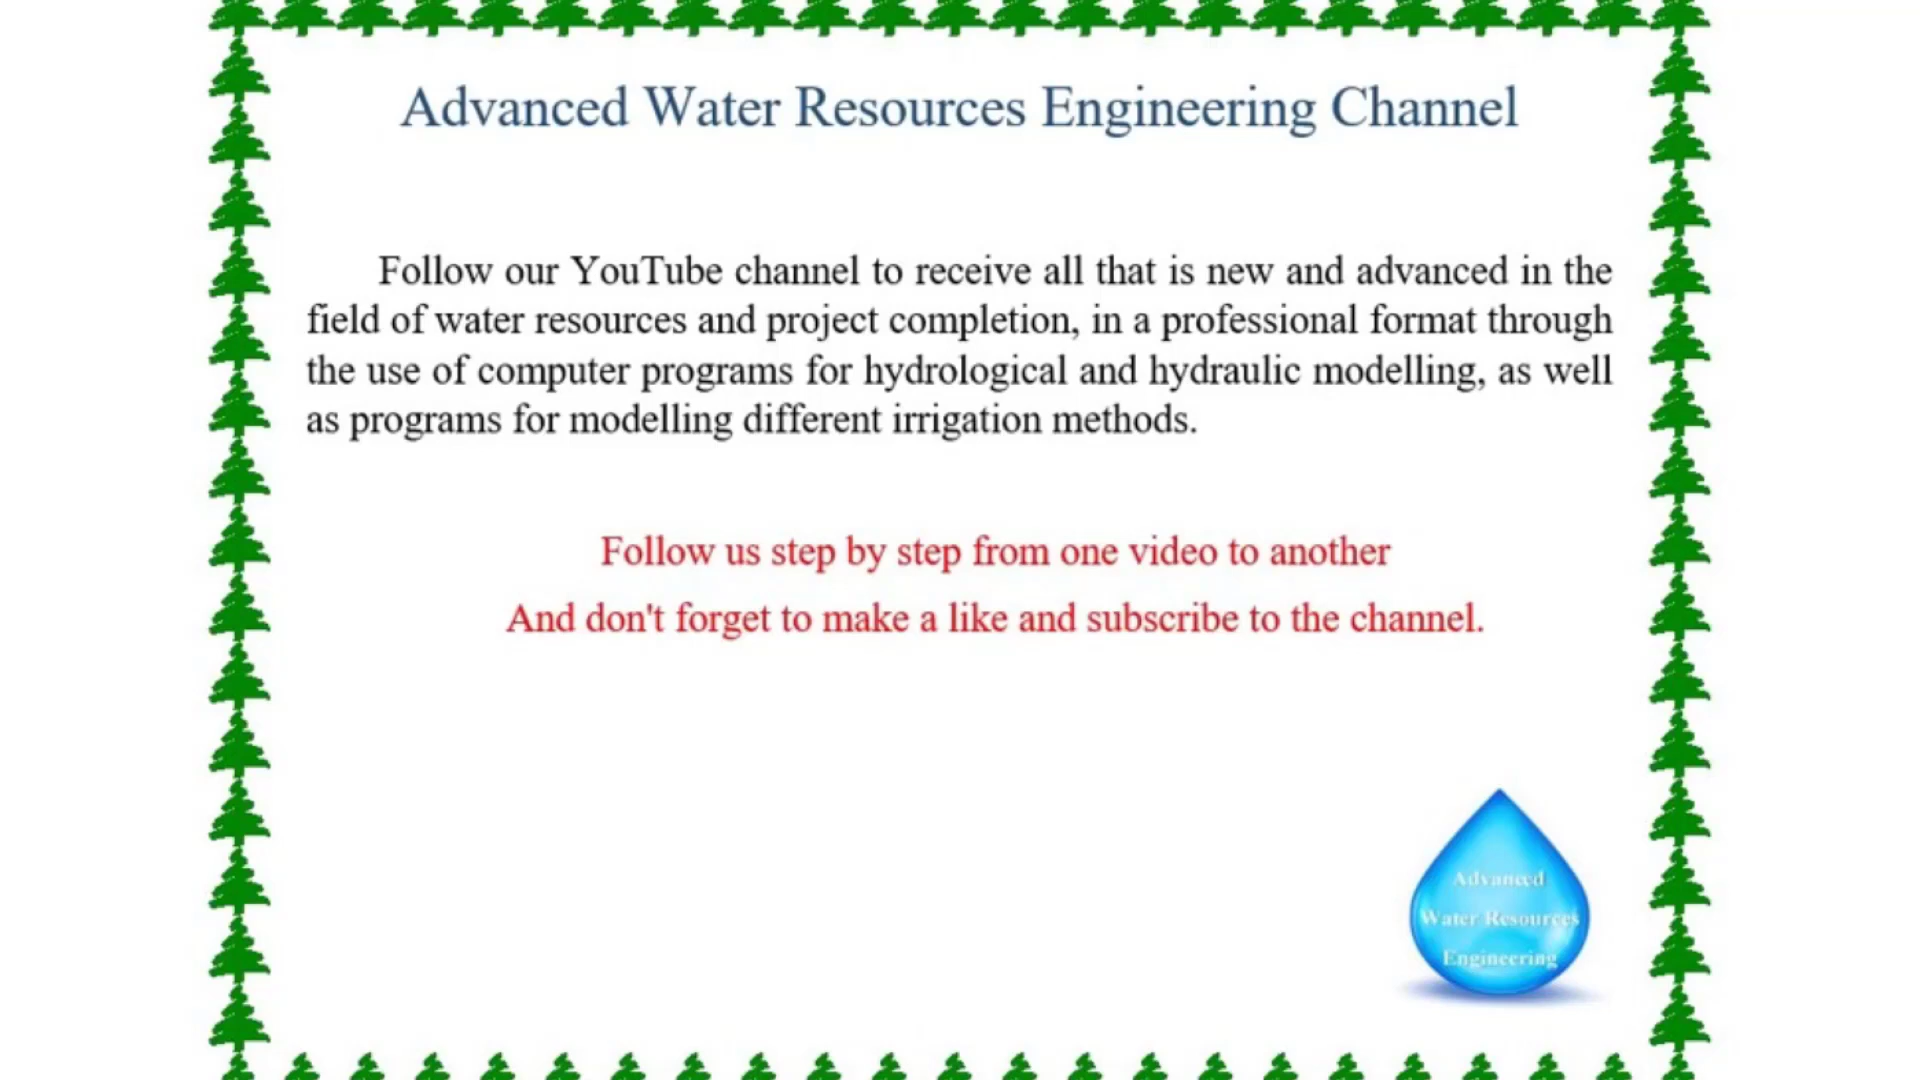 Advanced Water Resources Engineering Channel
Follow our YouTube channel to receive all that is new and advanced in the
field of water resources and project completion, in a professional format through
the use of computer programs for hydrological and hydraulic modelling, as well
as programs for modelling different irrigation methods.
Follow us step by step from one video to another
And don't forget to make a like and subscribe to the channel.
Advanced
Water Resources
Engineering